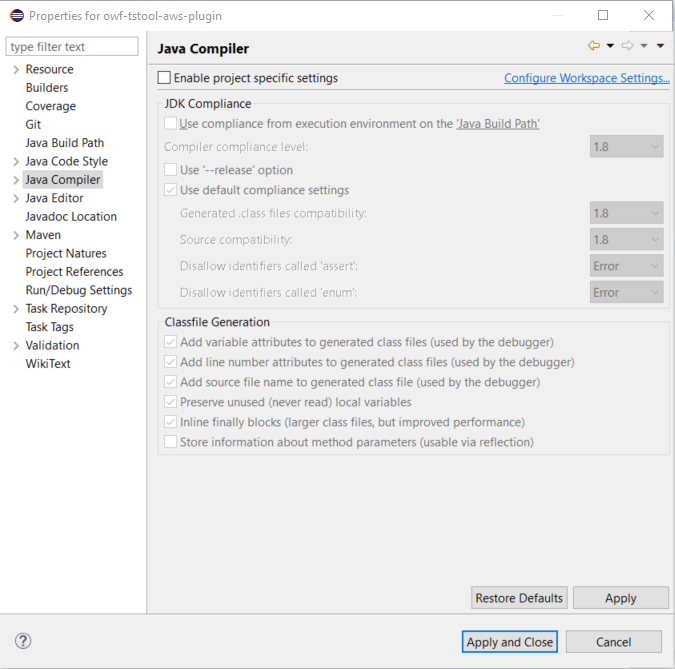 Properties for owf-tstool-aws-plugin
type filter text
Resource
Builders
Coverage
Git
Java Build Path
Java Code Style
Java Compiler
Java Editor
Javadoc Location
Maven
Project Natures
Project References
Run/Debug Settings
Task Repository
Task Tags
Validation
WikiText
Java Compiler
Enable project specific settings
Configure Workspace Settings...
JDK Compliance
Use compliance from execution environment on the 'Java Build Path'
Compiler compliance level: 1.8
Use '--release' option
Use default compliance settings
Generated .class files compatibility: 1.8
Source compatibility: 1.8
Disallow identifiers called 'assert': Error
Disallow identifiers called 'enum': Error
Classfile Generation
Add variable attributes to generated class files (used by the debugger)
Add line number attributes to generated class files (used by the debugger)
Add source file name to generated class file (used by the debugger)
Preserve unused (never read) local variables
Inline finally blocks (larger class files, but improved performance)
Store information about method parameters (usable via reflection)
Restore Defaults
Apply
?
Apply and Close
Cancel